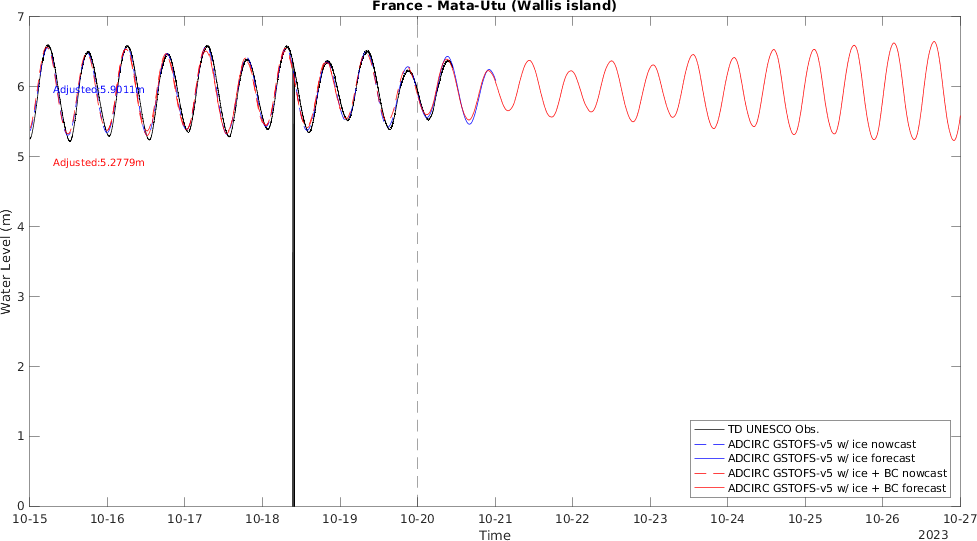 France - Mata-Utu (Wallis island)
7
6
5
4
3
2
1
0
Water Level (m)
Adjusted:5.9011m
Adjusted:5.2779m
TD UNESCO Obs.
ADCIRC GSTOFS-v5 w/ ice nowcast
ADCIRC GSTOFS-v5 w/ ice forecast
ADCIRC GSTOFS-v5 w/ ice + BC nowcast
ADCIRC GSTOFS-v5 w/ ice + BC forecast
10-15 10-16 10-17 10-18 10-19 10-20 10-21 10-22 10-23 10-24 10-25 10-26 10-27
Time 2023